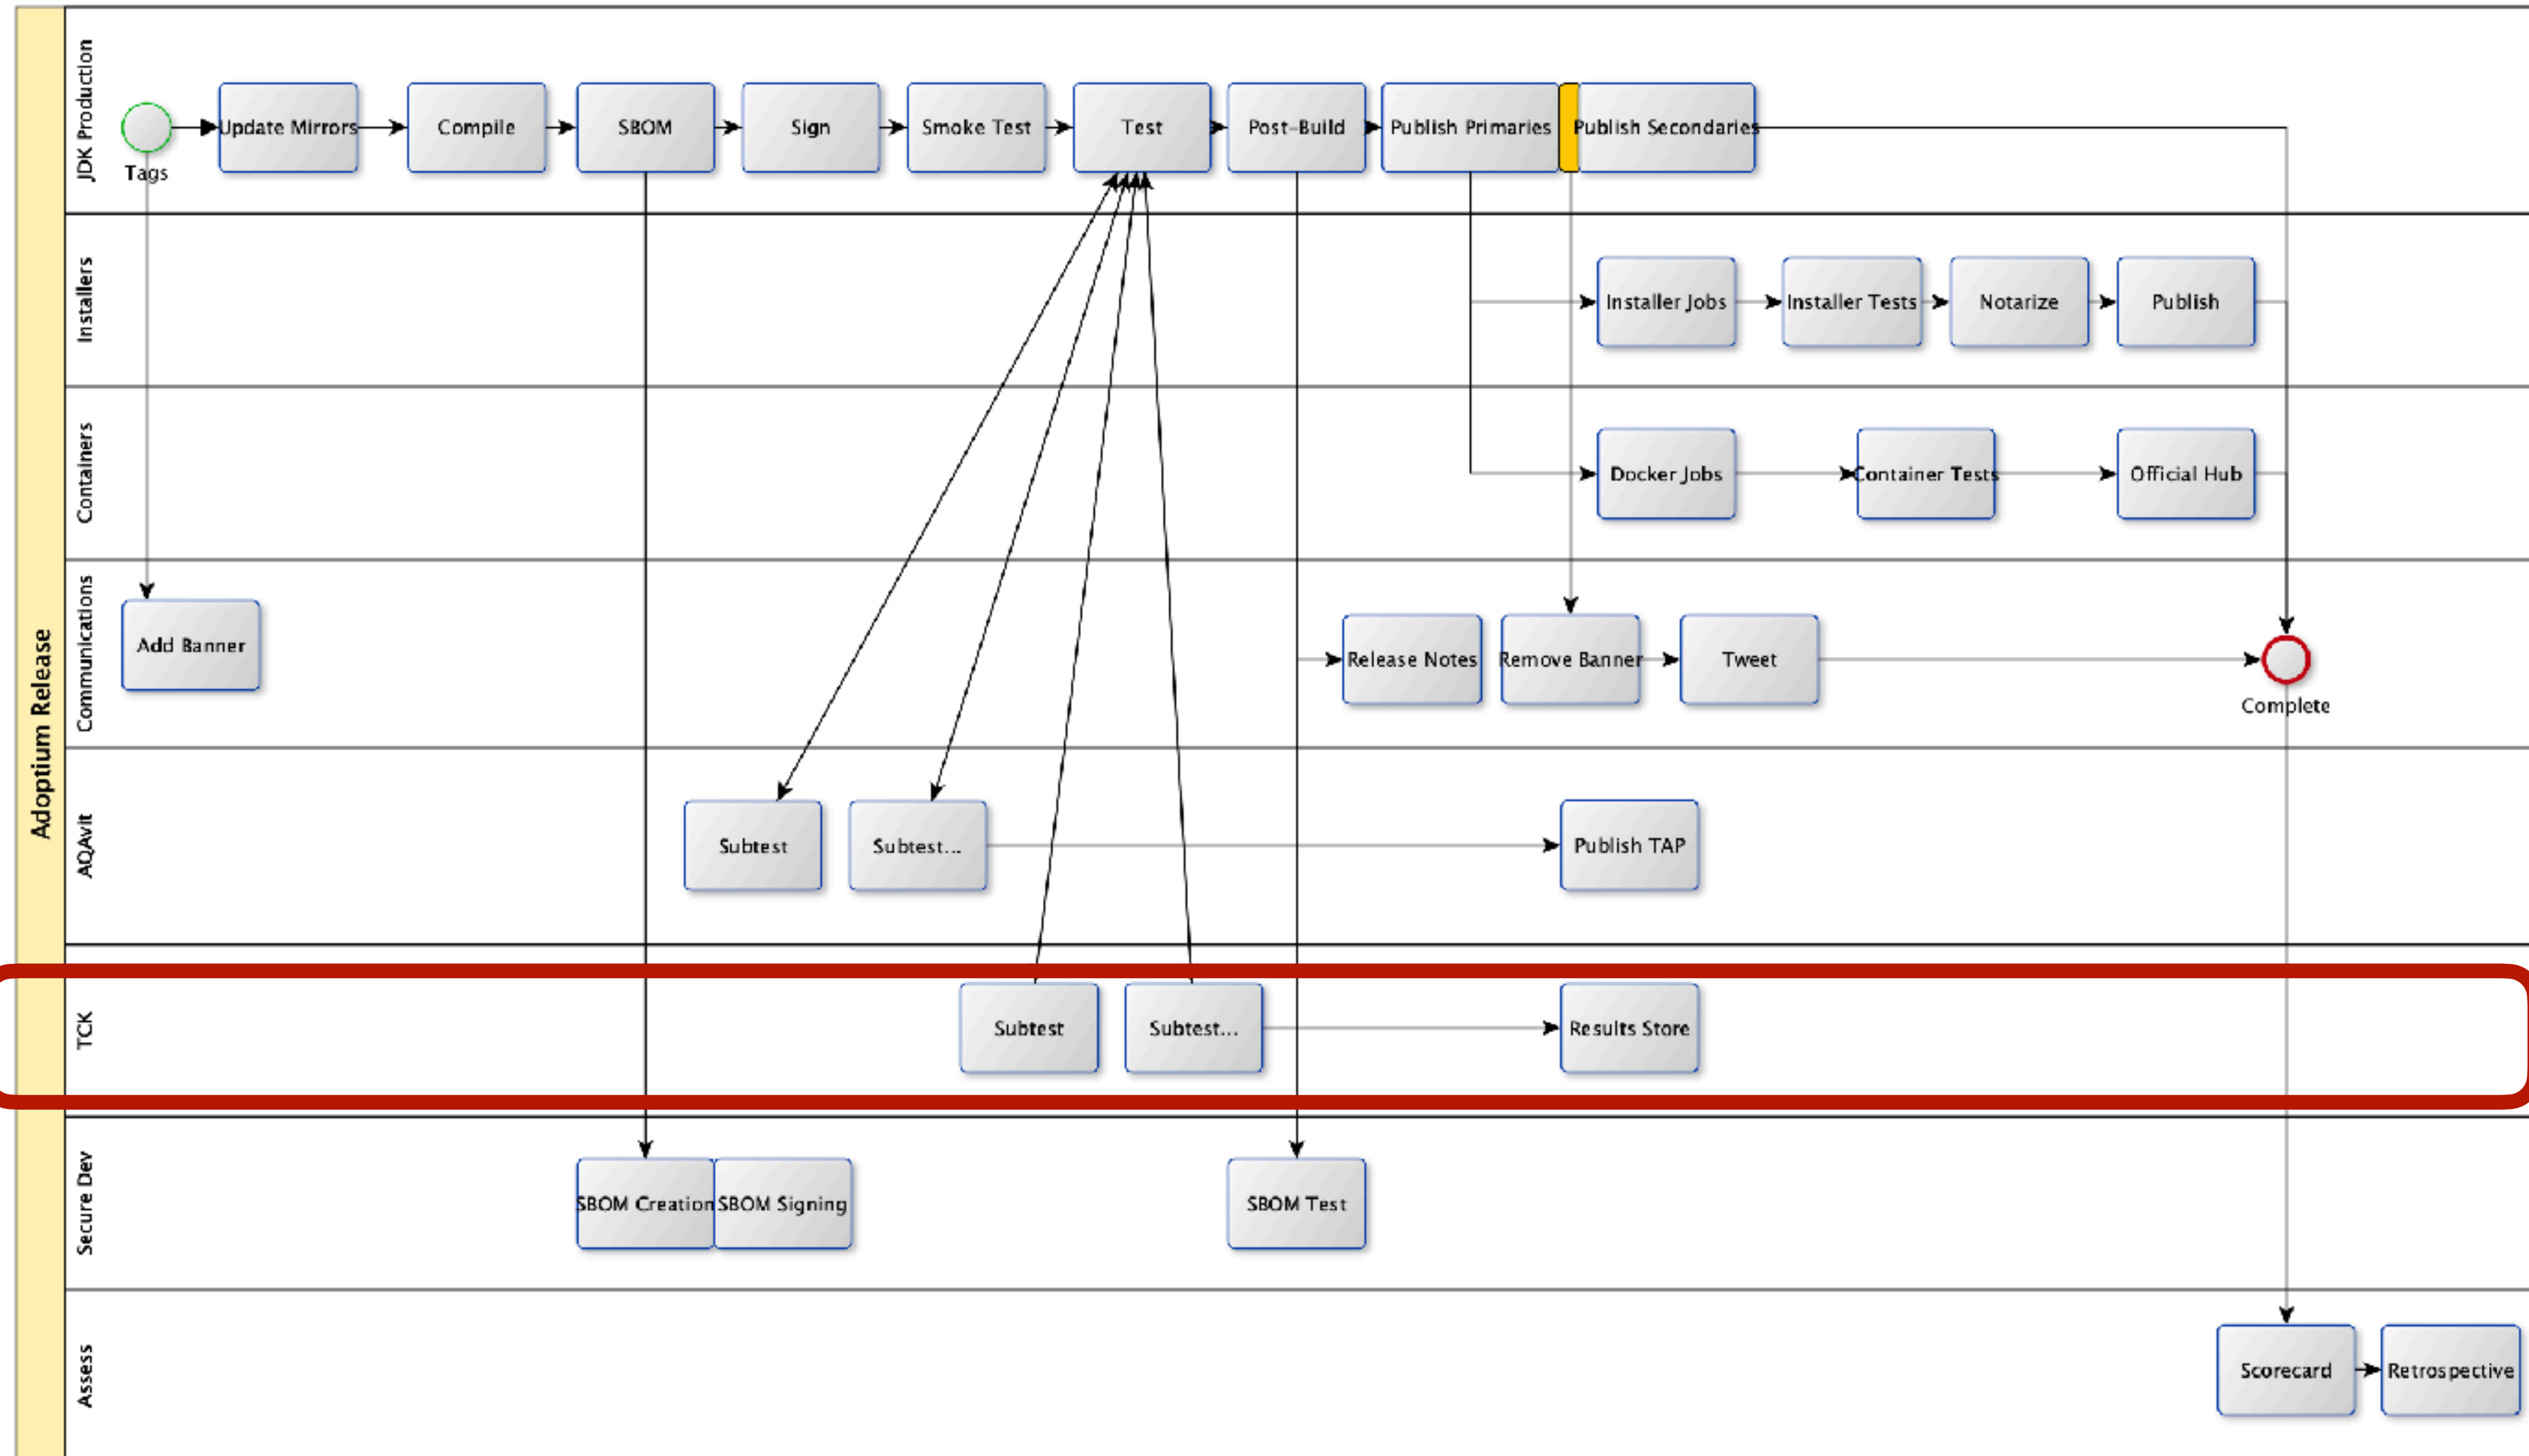 Adoptium Release
JDK Production
Tags
Update Mirrors
Compile
SBOM
Sign
Smoke Test
Test
Post-Build
Publish Primaries
Publish Secondaries
Installers
Installer Jobs
Installer Tests
Notarize
Publish
Containers
Docker Jobs
Container Tests
Official Hub
Communications
Add Banner
Release Notes
Remove Banner
Tweet
Complete
AQAvit
Subtest
Subtest...
Publish TAP
TCK
Subtest
Subtest...
Results Store
Secure Dev
SBOM Creation
SBOM Signing
SBOM Test
Assess
Scorecard
Retrospective